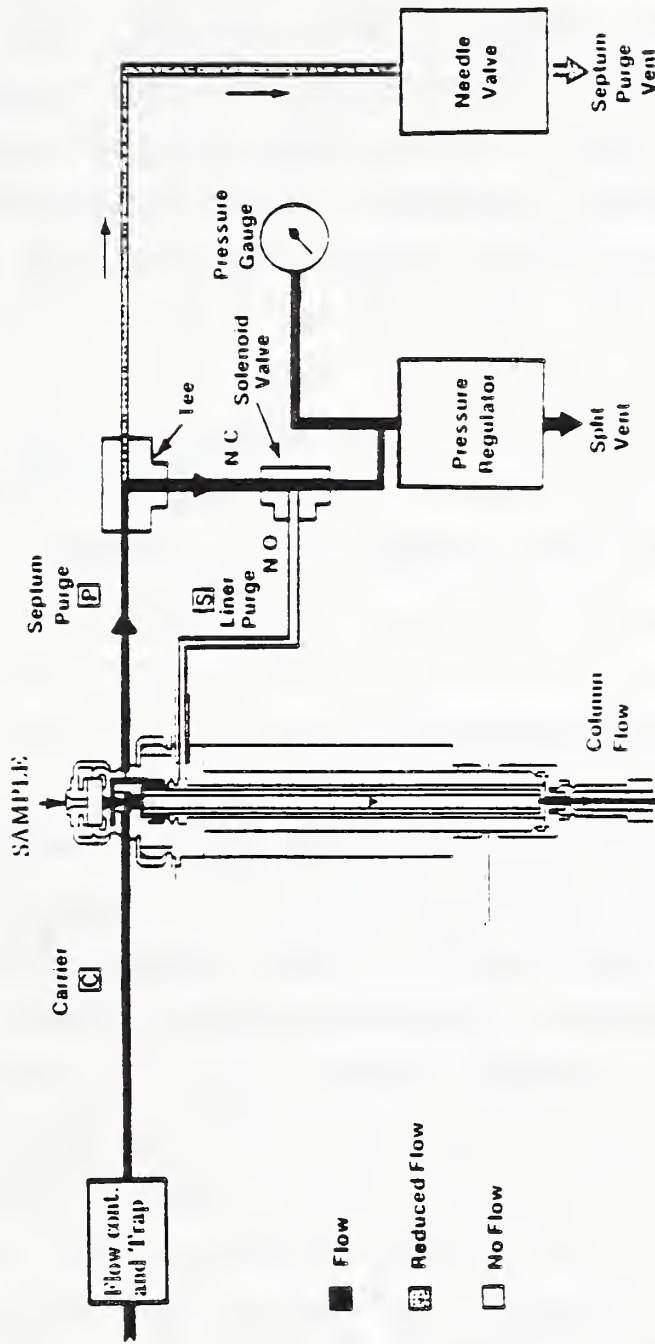 SAMPLE
Flow cont.
and Trap
Carrier
C
Septum
Purge
P
Tee
N C
Solenoid
Valve
Pressure
Gauge
S
Liner
Purge
N O
Needle
Valve
Septum
Purge
Vent
Pressure
Regulator
Split
Vent
Column
Flow
Flow
Reduced Flow
No Flow